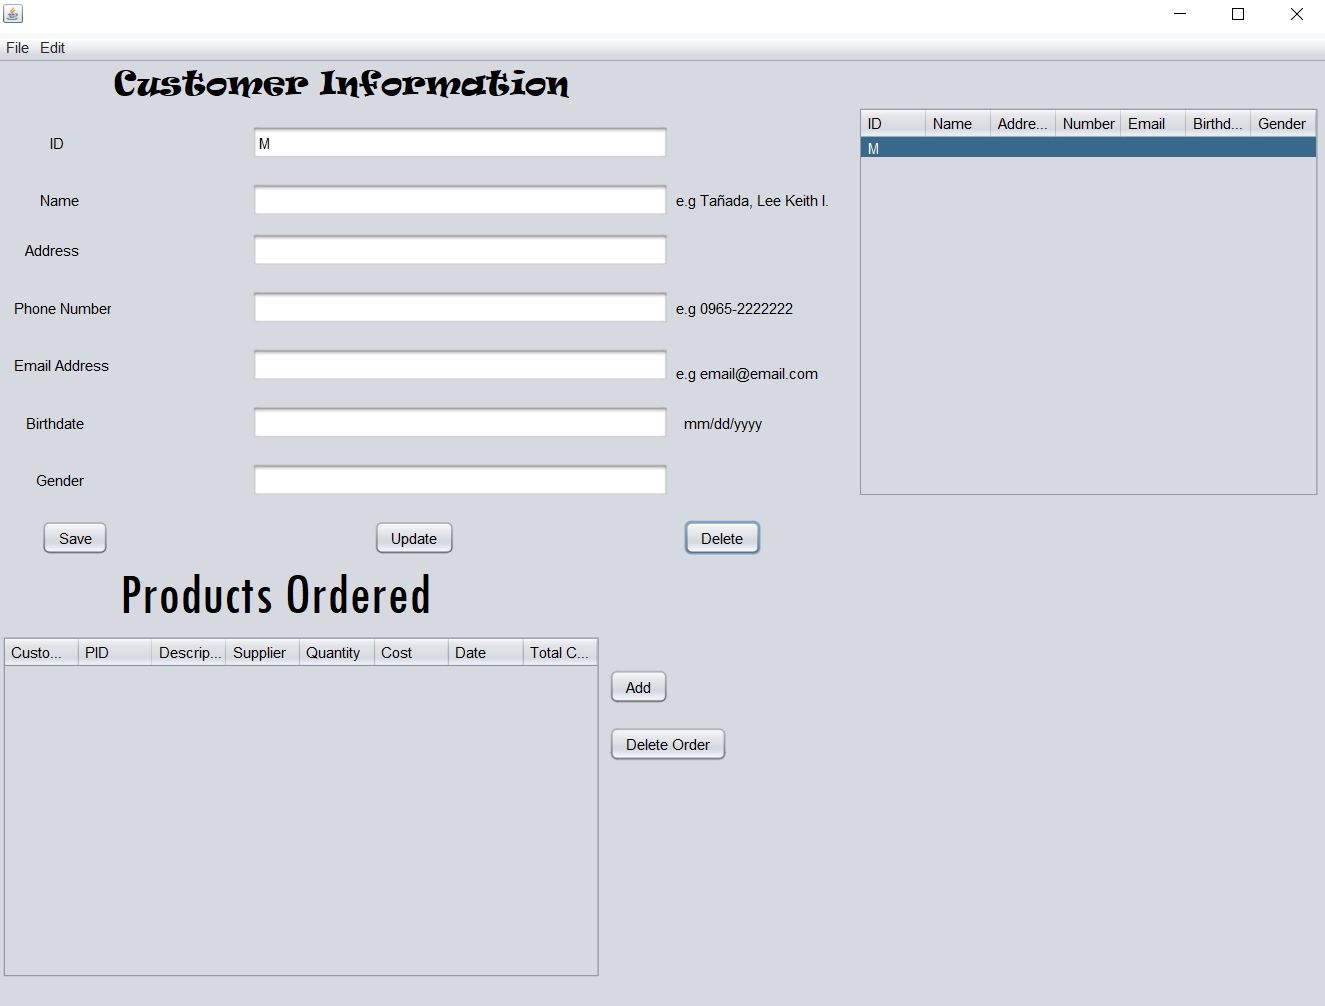 File Edit
Customer Information
ID M
Name e.g Tañada, Lee Keith I.
Address
Phone Number e.g 0965-2222222
Email Address e.g email@email.com
Birthdate mm/dd/yyyy
Gender
Save Update Delete
ID Name Addre... Number Email Birthd... Gender
M
Products Ordered
Custo... PID Descrip... Supplier Quantity Cost Date Total C...
Add
Delete Order